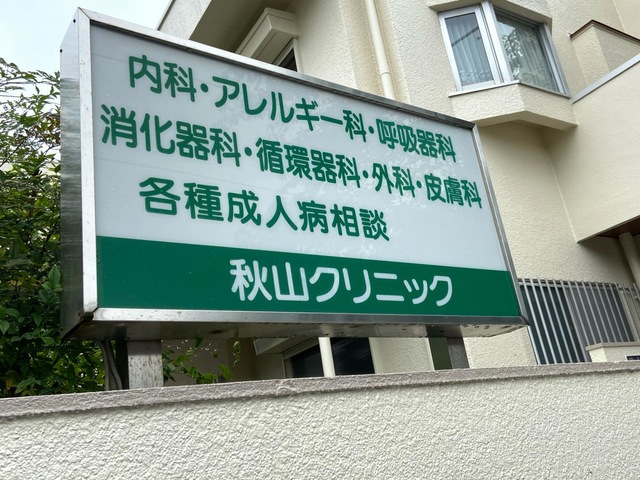 内科・アレルギー科・呼吸器科
消化器科・循環器科・外科・皮膚科
各種成人病相談
秋山クリニック